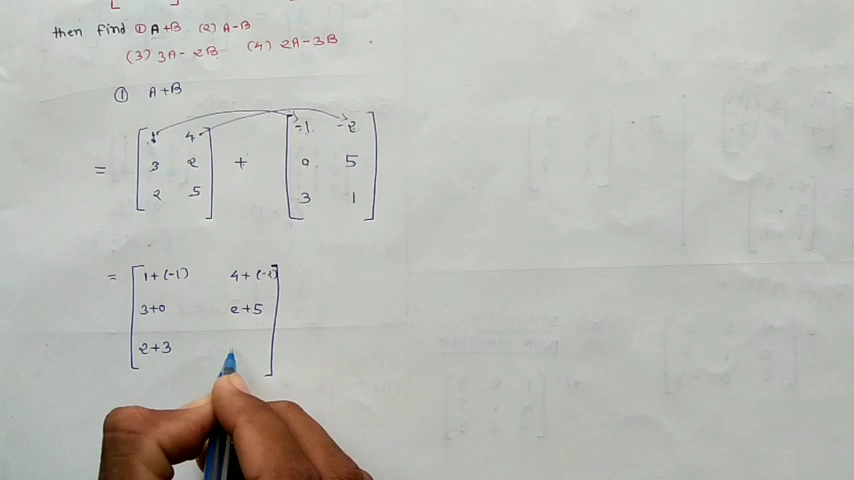 then find ① A+B (2) A-B
(3) 3A-2B (4) 2A-3B
① A+B
= [1 4 + [-1 -2
3 2 0 5
2 5] 3 1]
= [1+(-1) 4+(-2)
3+0 2+5
2+3 ]